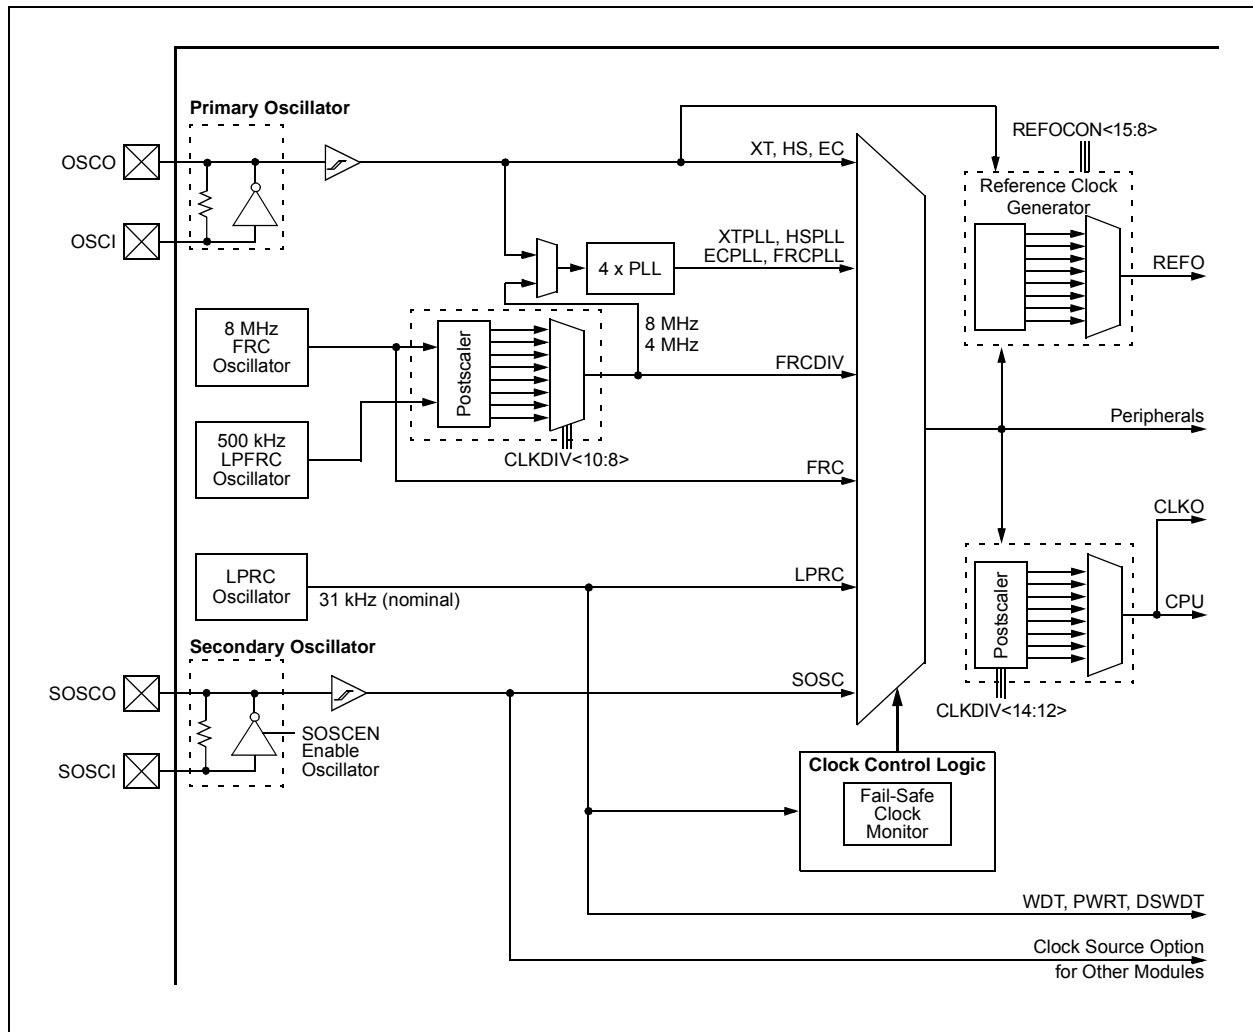 Primary Oscillator
OSCO
OSCI
XT, HS, EC
REFOCON<15:8>
Reference Clock
Generator
REFO
XTPLL, HSPLL
ECPLL, FRCPLL
4 x PLL
8 MHz
FRC
Oscillator
Postscaler
8 MHz
4 MHz
FRCDIV
Peripherals
500 kHz
LPFRC
Oscillator
CLKDIV<10:8>
FRC
CLKO
LPRC
Oscillator
31 kHz (nominal)
LPRC
Postscaler
CPU
CLKDIV<14:12>
Secondary Oscillator
SOSCO
SOSCI
SOSCEN
Enable
Oscillator
SOSC
Clock Control Logic
Fail-Safe
Clock
Monitor
WDT, PWRT, DSWDT
Clock Source Option
for Other Modules